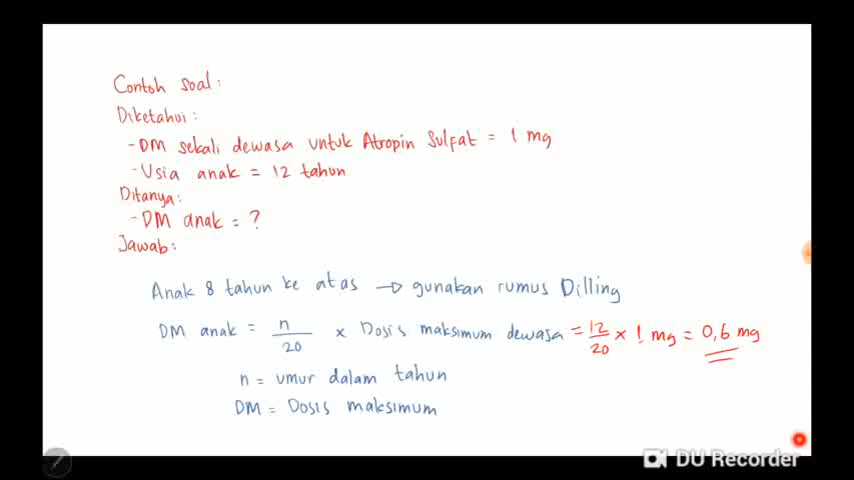 Contoh soal:
Diketahui:
- DM sekali dewasa untuk Atropin Sulfat = 1 mg
- Usia anak = 12 tahun
Ditanya:
- DM anak = ?
Jawab:
Anak 8 tahun ke atas → gunakan rumus Dilling
DM anak = n/20 x Dosis maksimum dewasa = 12/20 x 1 mg = 0,6 mg
n = umur dalam tahun
DM = Dosis maksimum
DU Recorder